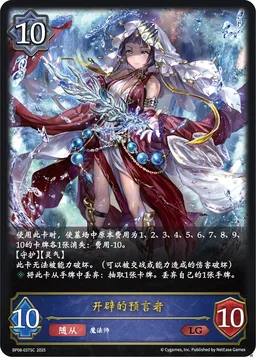 10
使用此卡时，使墓场中原本费用为1、2、3、4、5、6、7、8、9、
10的卡牌各1张消失：费用-10。
【守护】【灵气】
此卡无法被能力破坏。（可以被交战或能力造成的伤害破坏）
※ 将此卡从手牌中丢弃：抽取1张卡牌。丢弃自己的1张手牌。
开辟的预言者
10
随从 魔法师
LG
10
BP08-037SC 2025
© Cygames, Inc. Published by NetEase Games